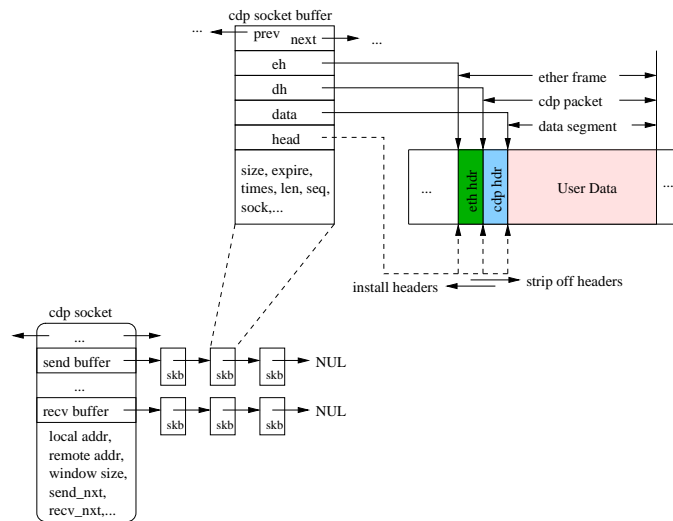 cdp socket buffer
prev
next
...
...
eh
dh
data
head
size, expire,
times, len, seq,
sock,...
ether frame
cdp packet
data segment
...
eth hdr
cdp hdr
User Data
...
install headers
strip off headers
cdp socket
...
send buffer
skb
skb
skb
NUL
...
recv buffer
skb
skb
skb
NUL
local addr,
remote addr,
window size,
send_nxt,
recv_nxt,...